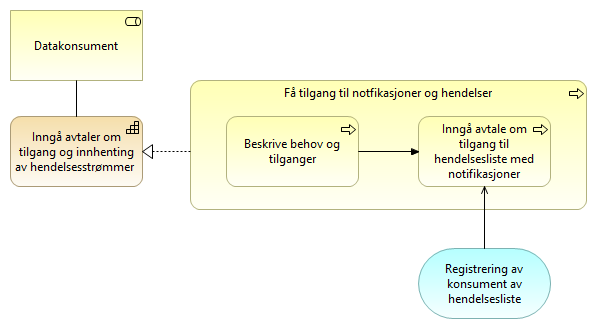 Datakonsument
Inngå avtaler om
tilgang og innhenting
av hendelsesstrømmer
Få tilgang til notfikasjoner og hendelser
Beskrive behov og
tilganger
Inngå avtale om
tilgang til
hendelsesliste med
notifikasjoner
Registrering av
konsument av
hendelsesliste